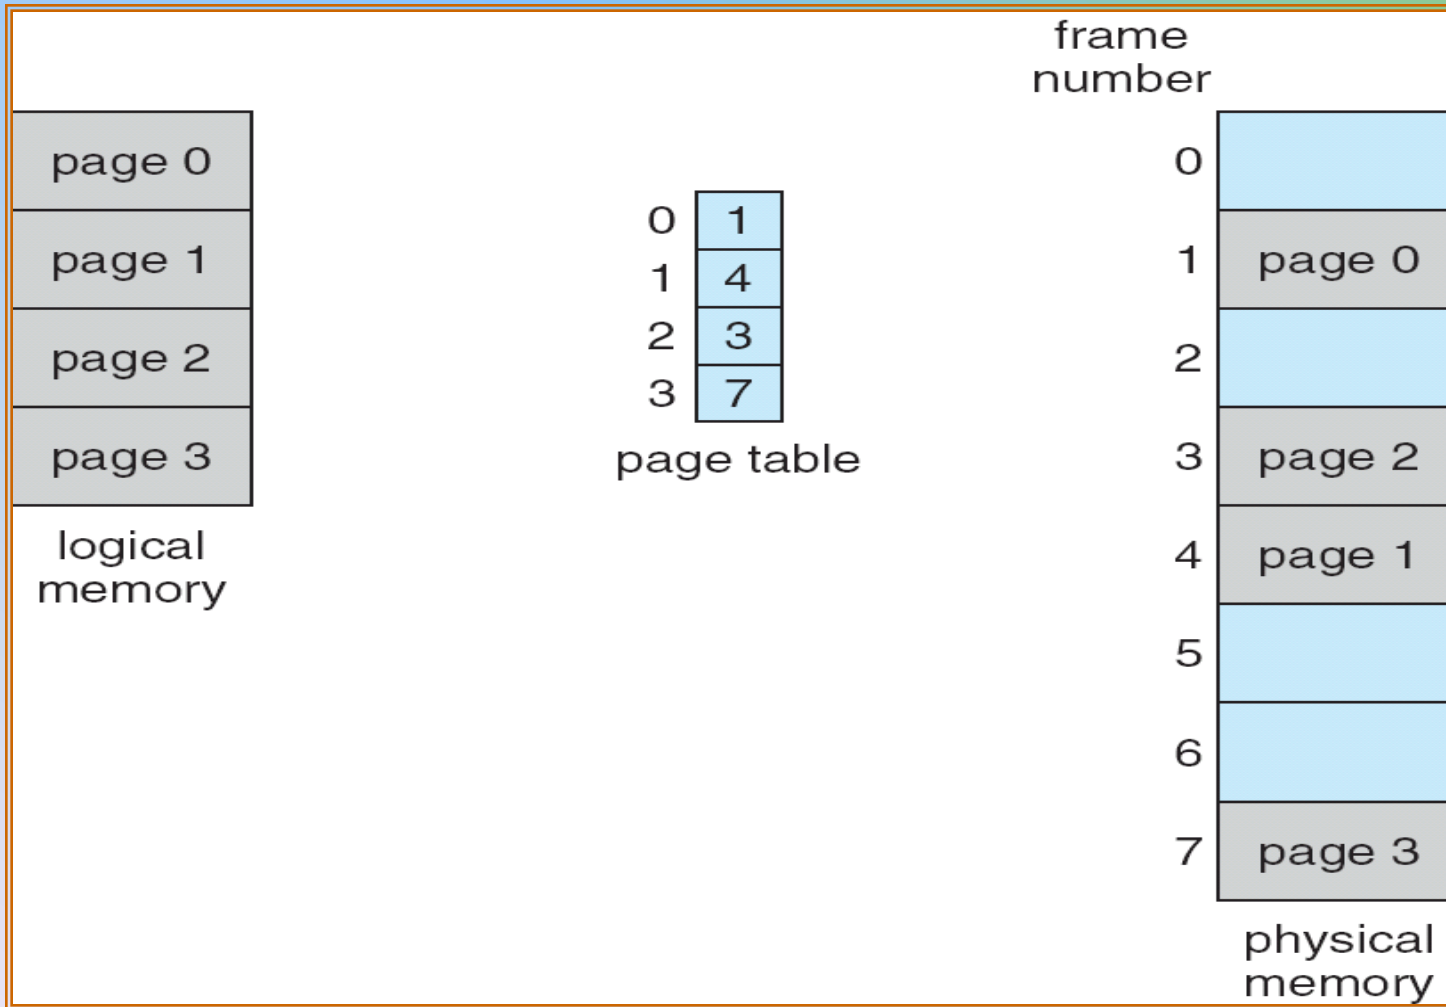 frame
number
page 0
page 1
page 2
page 3
logical
memory
0 1
1 4
2 3
3 7
page table
0
1 page 0
2
3 page 2
4 page 1
5
6
7 page 3
physical
memory